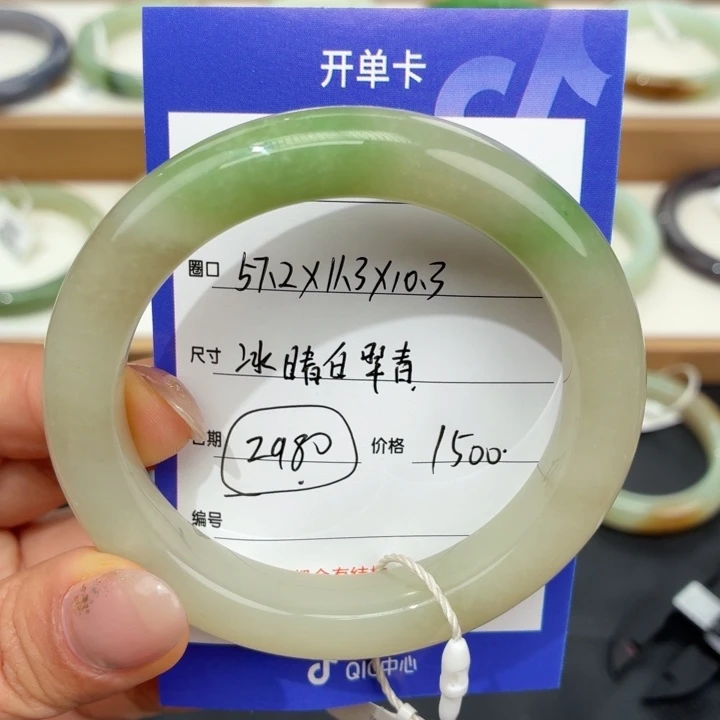 开单卡
圈口 57.2X11.3X10.3
尺寸 冰晴白翠青
日期 2980 价格 1500.
编号
QIC中心